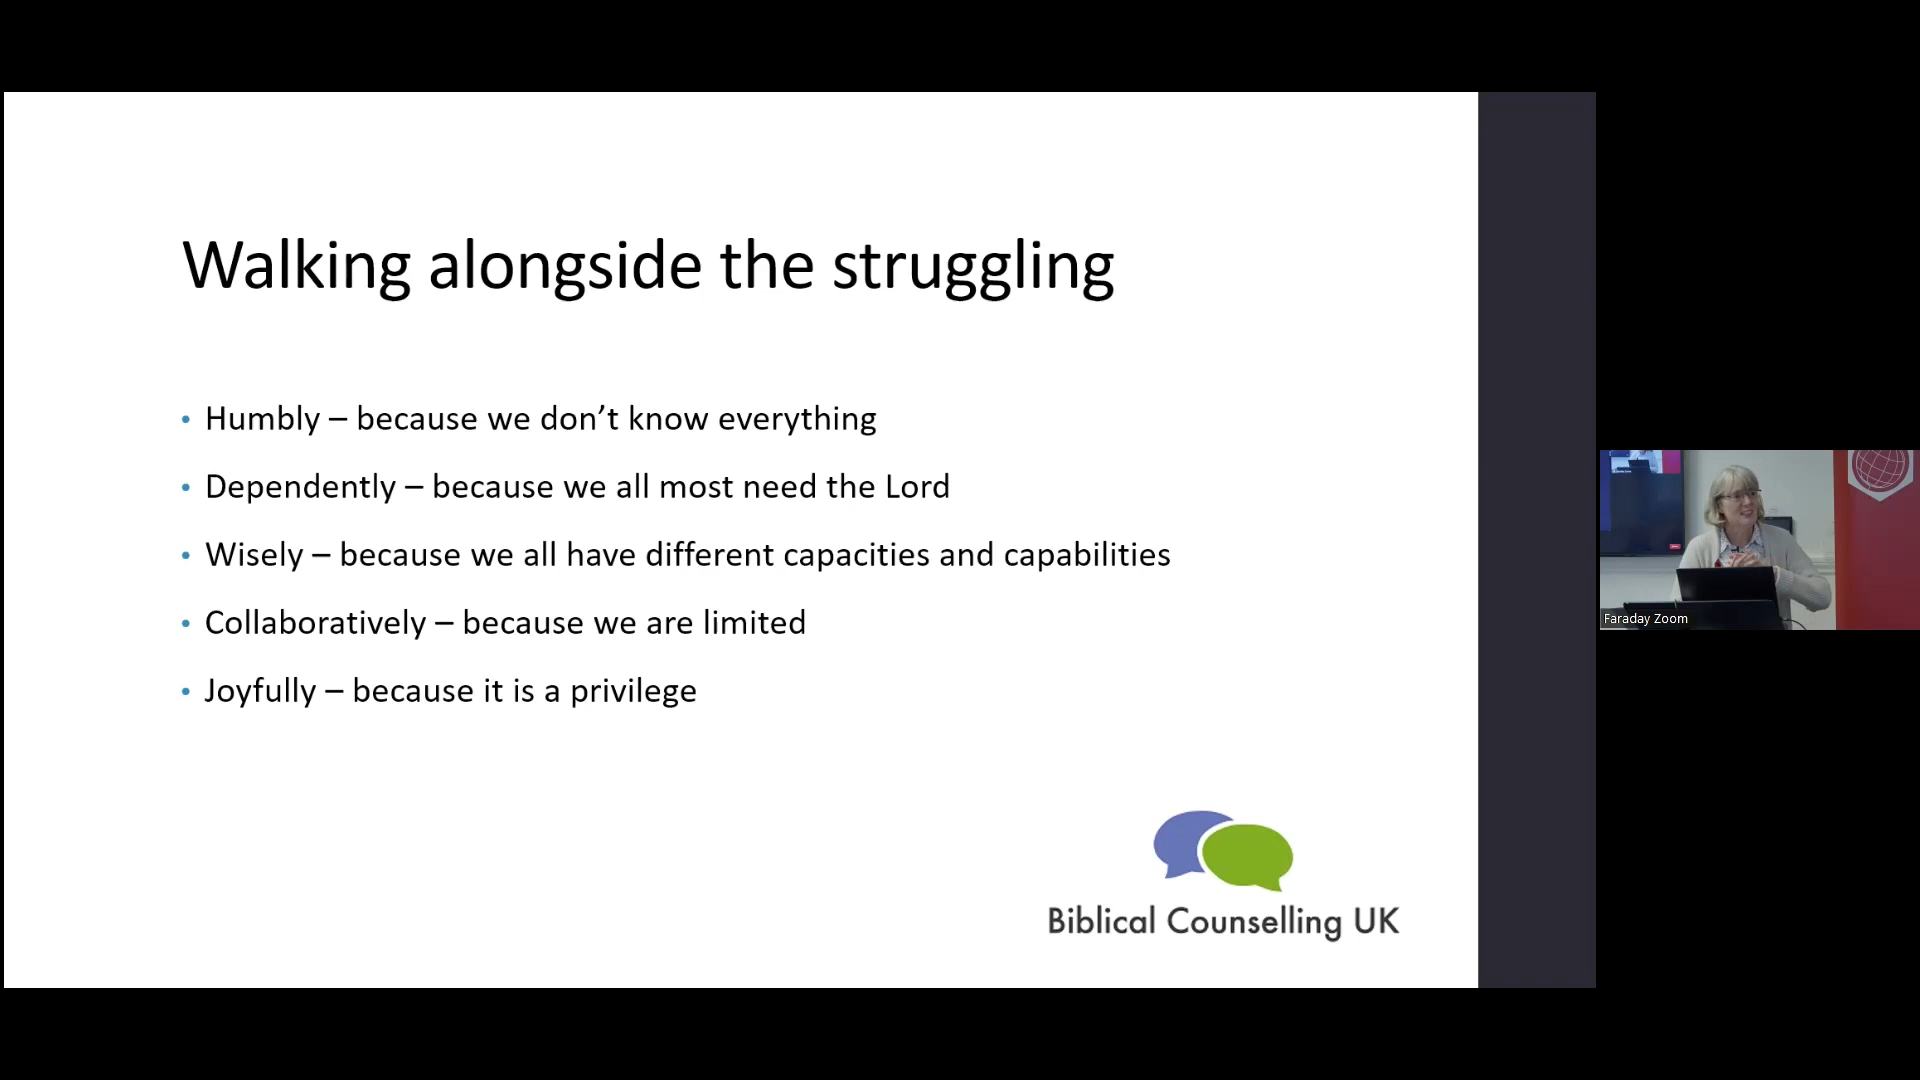 Walking alongside the struggling
• Humbly – because we don’t know everything
• Dependently – because we all most need the Lord
• Wisely – because we all have different capacities and capabilities
• Collaboratively – because we are limited
• Joyfully – because it is a privilege
Biblical Counselling UK
Faraday Zoom